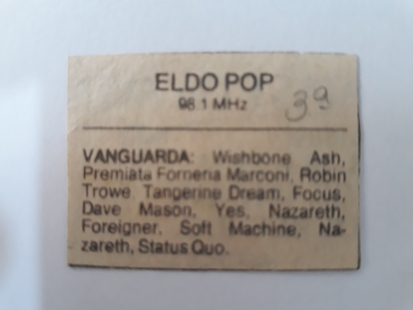 ELDO POP
98.1 MHz
39
VANGUARDA: Wishbone Ash,
Premiata Forneria Marconi, Robin
Trowe Tangerine Dream, Focus,
Dave Mason, Yes, Nazareth,
Foreigner, Soft Machine, Na-
zareth, Status Quo.